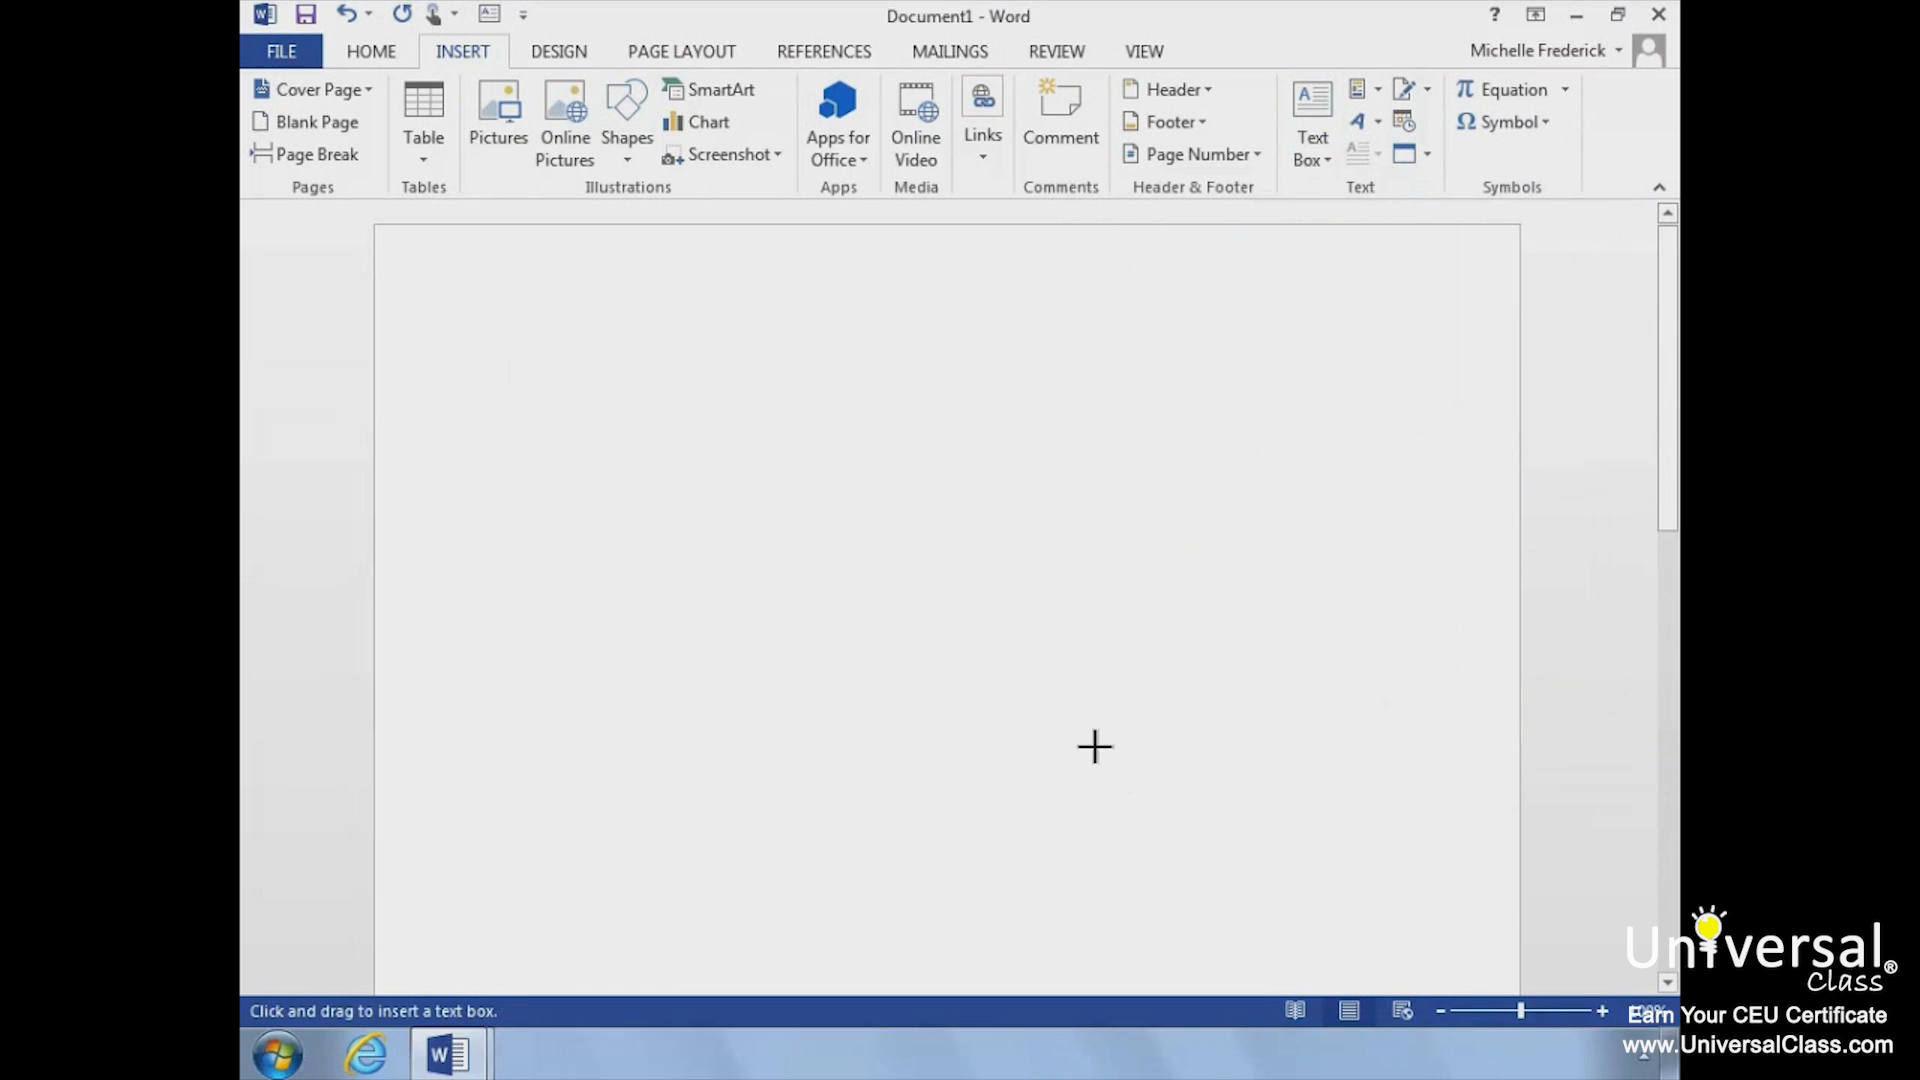 Document1 - Word
?
FILE HOME INSERT DESIGN PAGE LAYOUT REFERENCES MAILINGS REVIEW VIEW Michelle Frederick
Cover Page
Blank Page
Page Break
Pages
Table
Tables
Pictures
Online
Pictures
Shapes
SmartArt
Chart
Screenshot
Illustrations
Apps for
Office
Apps
Online
Video
Media
Links
Comment
Comments
Header
Footer
Page Number
Header & Footer
Text
Box
Text
π Equation
Ω Symbol
Symbols
Click and drag to insert a text box.
Universal®
Class
Earn Your CEU Certificate
www.UniversalClass.com